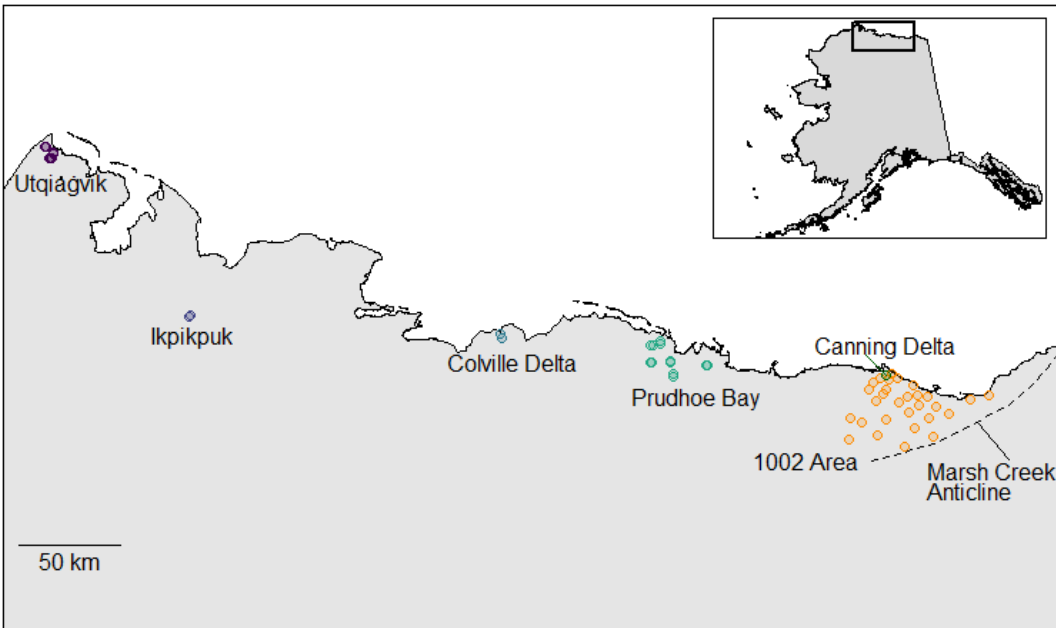 Utqiaġvik
Ikpikpuk
Colville Delta
Prudhoe Bay
Canning Delta
1002 Area
Marsh Creek
Anticline
50 km